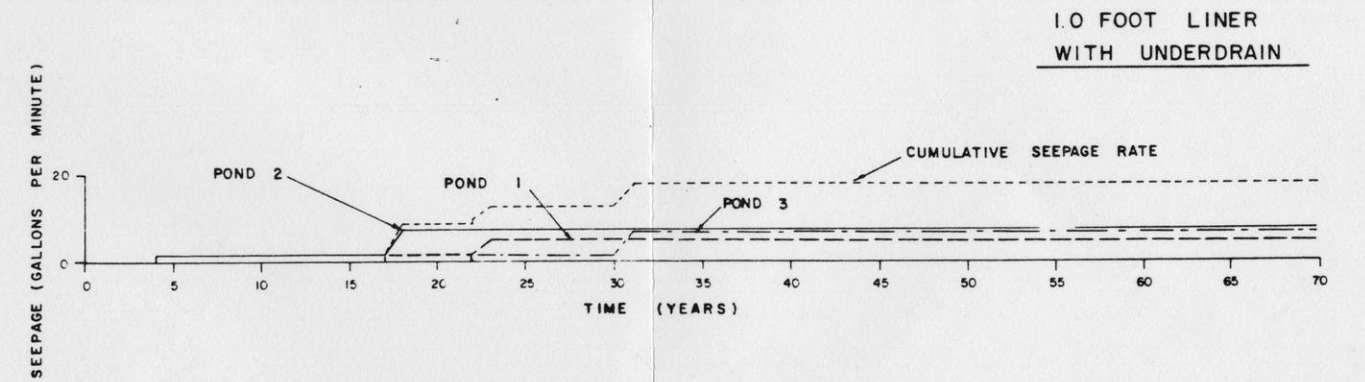 1.0 FOOT LINER
WITH UNDERDRAIN
SEEPAGE (GALLONS PER MINUTE)
20
0
POND 2
POND 1
POND 3
CUMULATIVE SEEPAGE RATE
0 5 10 15 20 25 30 35 40 45 50 55 60 65 70
TIME (YEARS)